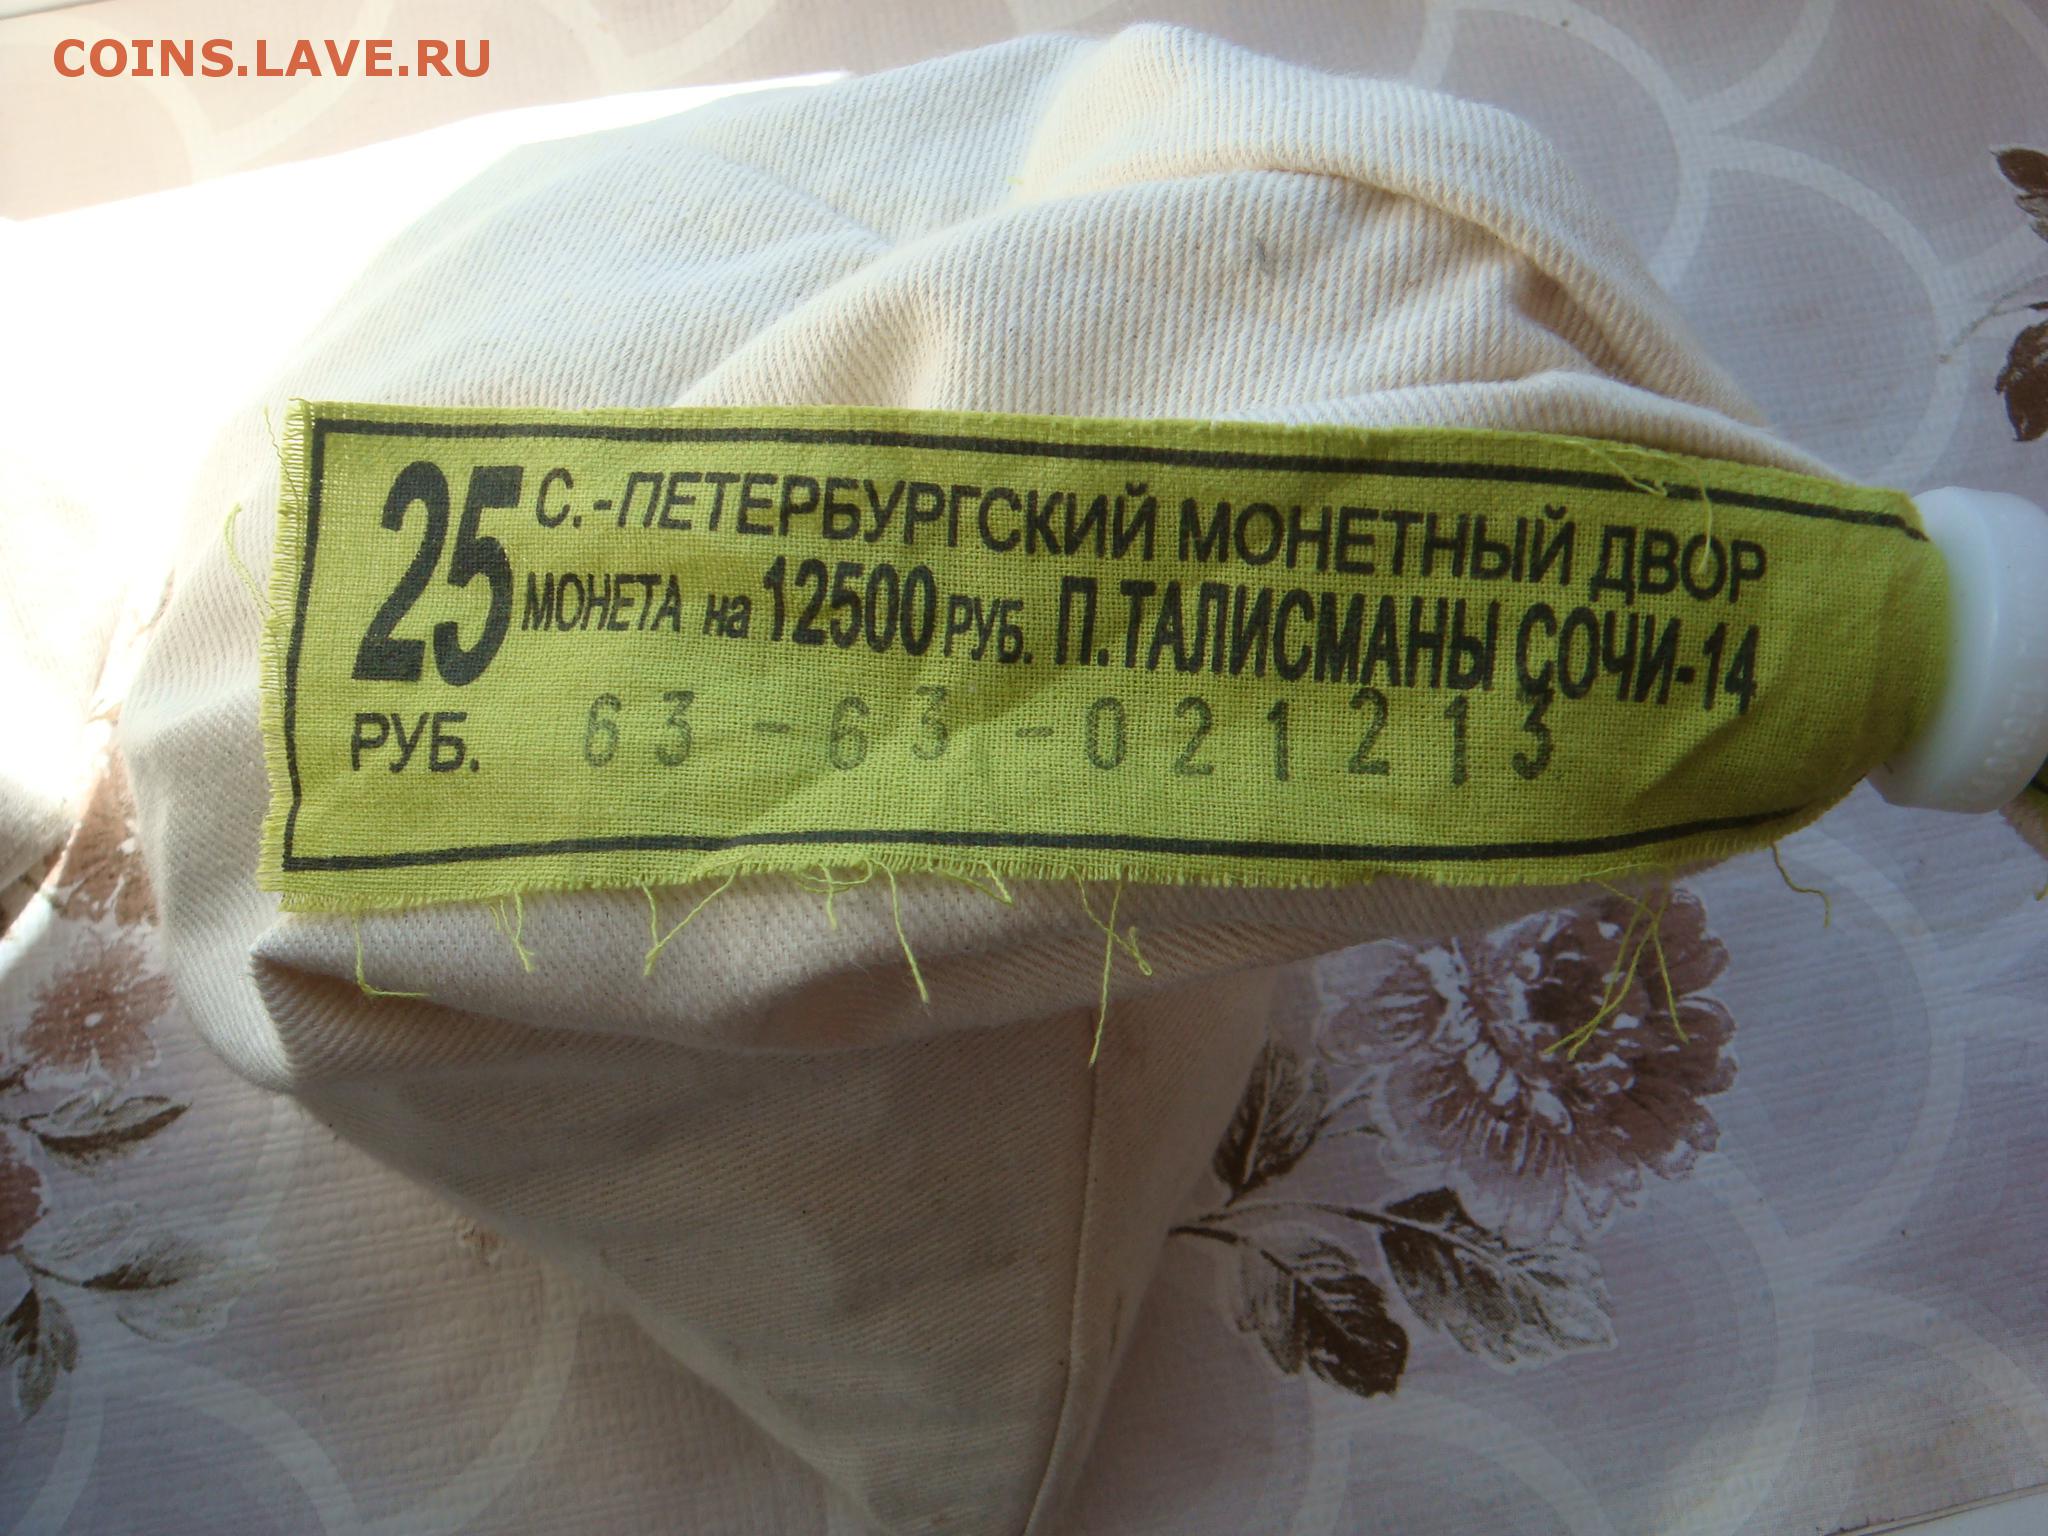 COINS.LAVE.RU
25 С.-ПЕТЕРБУРГСКИЙ МОНЕТНЫЙ ДВОР
МОНЕТА на 12500 РУБ. П.ТАЛИСМАНЫ СОЧИ-14
РУБ. 63-63-021213